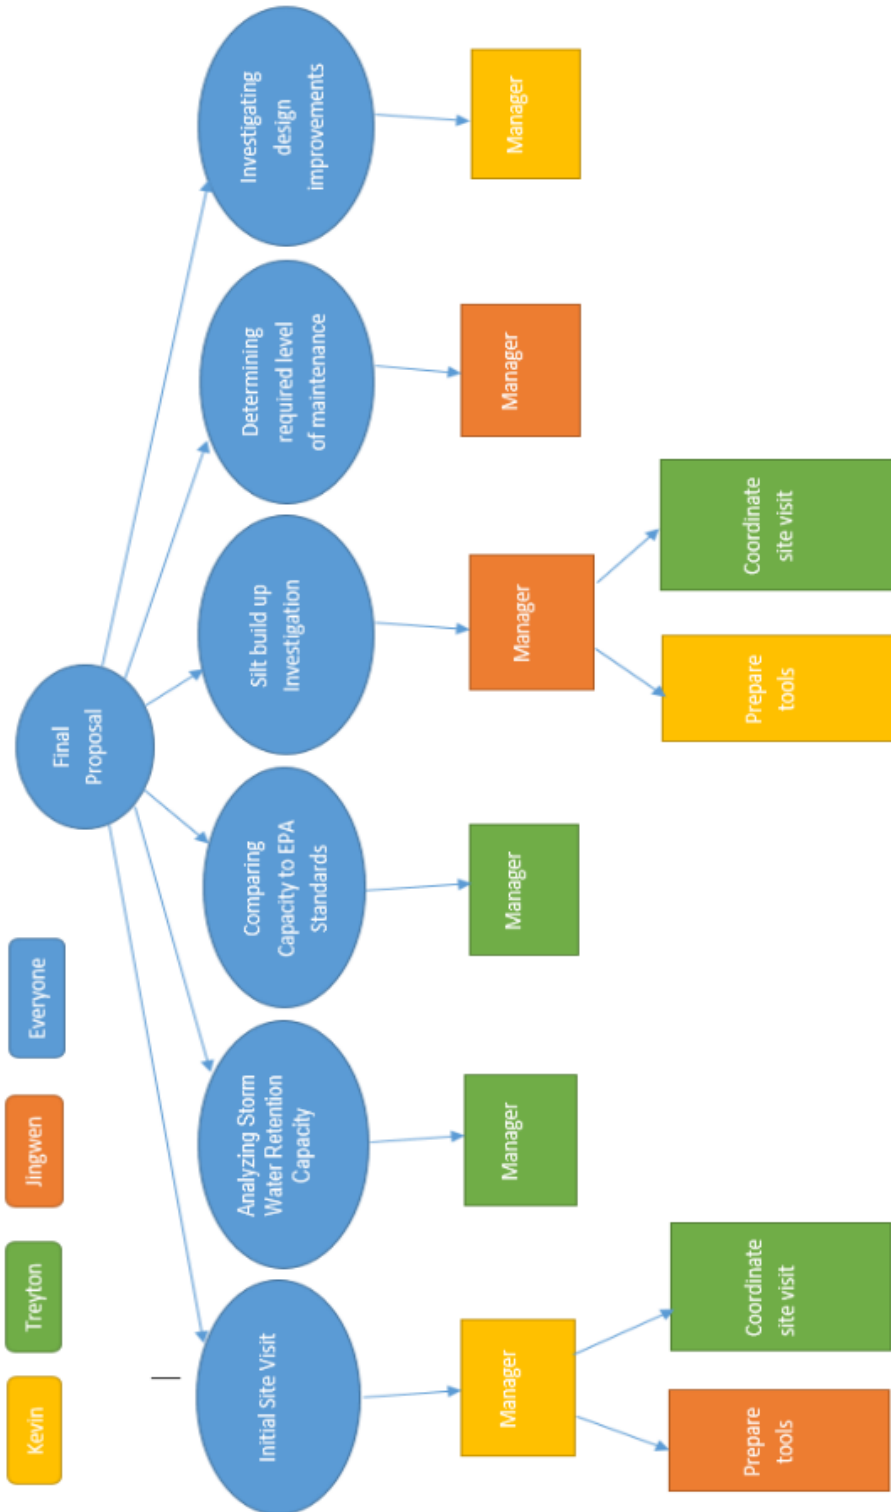 Kevin
Treyton
Jingwen
Everyone
Final
Proposal
Initial Site Visit
Analyzing Storm
Water Retention
Capacity
Comparing
Capacity to EPA
Standards
Silt build up
Investigation
Determining
required level
of maintenance
Investigating
design
improvements
Manager
Manager
Manager
Manager
Manager
Manager
Prepare
tools
Coordinate
site visit
Prepare
tools
Coordinate
site visit